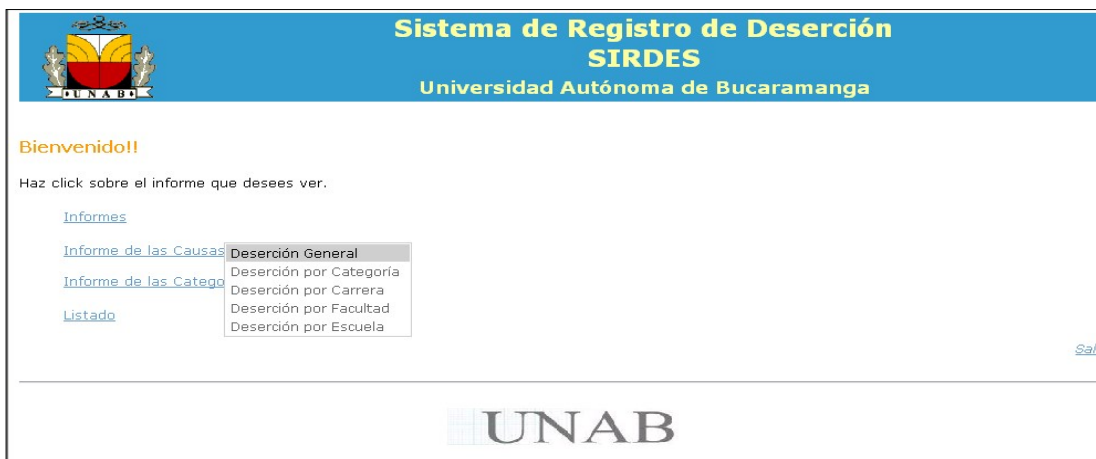 Sistema de Registro de Deserción
SIRDES
Universidad Autónoma de Bucaramanga
UNAB
Bienvenido!!
Haz click sobre el informe que desees ver.
Informes
Informe de las Causas
Deserción General
Deserción por Categoría
Informe de las Catego
Deserción por Carrera
Deserción por Facultad
Listado
Deserción por Escuela
Sal
UNAB